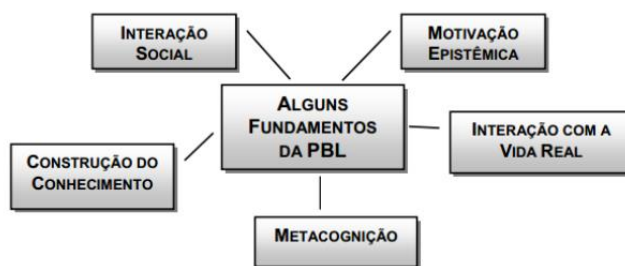 INTERAÇÃO
SOCIAL
MOTIVAÇÃO
EPISTÊMICA
ALGUNS
FUNDAMENTOS
DA PBL
INTERAÇÃO COM A
VIDA REAL
CONSTRUÇÃO DO
CONHECIMENTO
METACOGNIÇÃO